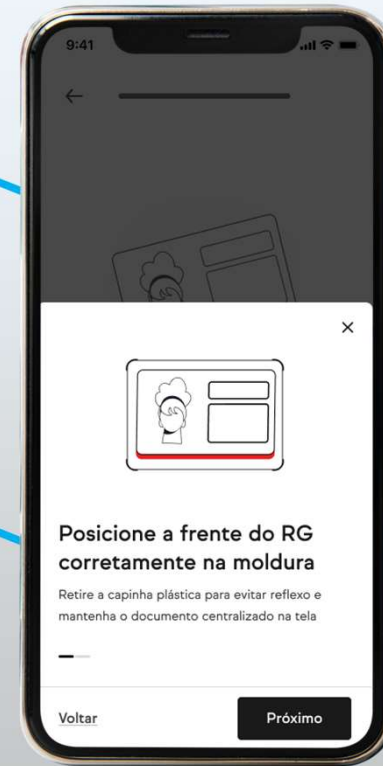 9:41
Posicione a frente do RG
corretamente na moldura
Retire a capinha plástica para evitar reflexo e
mantenha o documento centralizado na tela
Voltar
Próximo